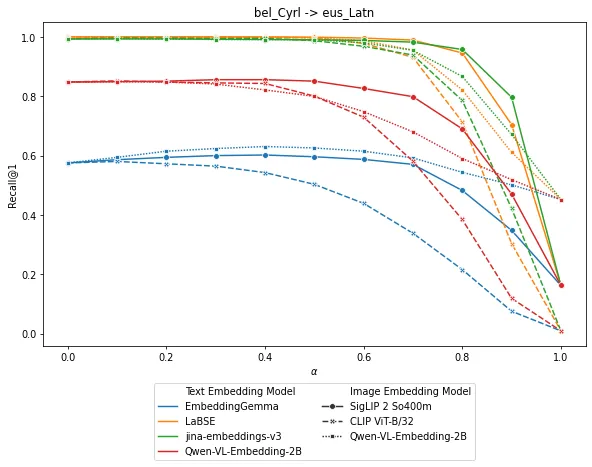 bel_Cyrl -> eus_Latn
Recall@1
1.0
0.8
0.6
0.4
0.2
0.0
0.0 0.2 0.4 0.6 0.8 1.0
α
Text Embedding Model
EmbeddingGemma
LaBSE
jina-embeddings-v3
Qwen-VL-Embedding-2B
Image Embedding Model
SigLIP 2 So400m
CLIP ViT-B/32
Qwen-VL-Embedding-2B